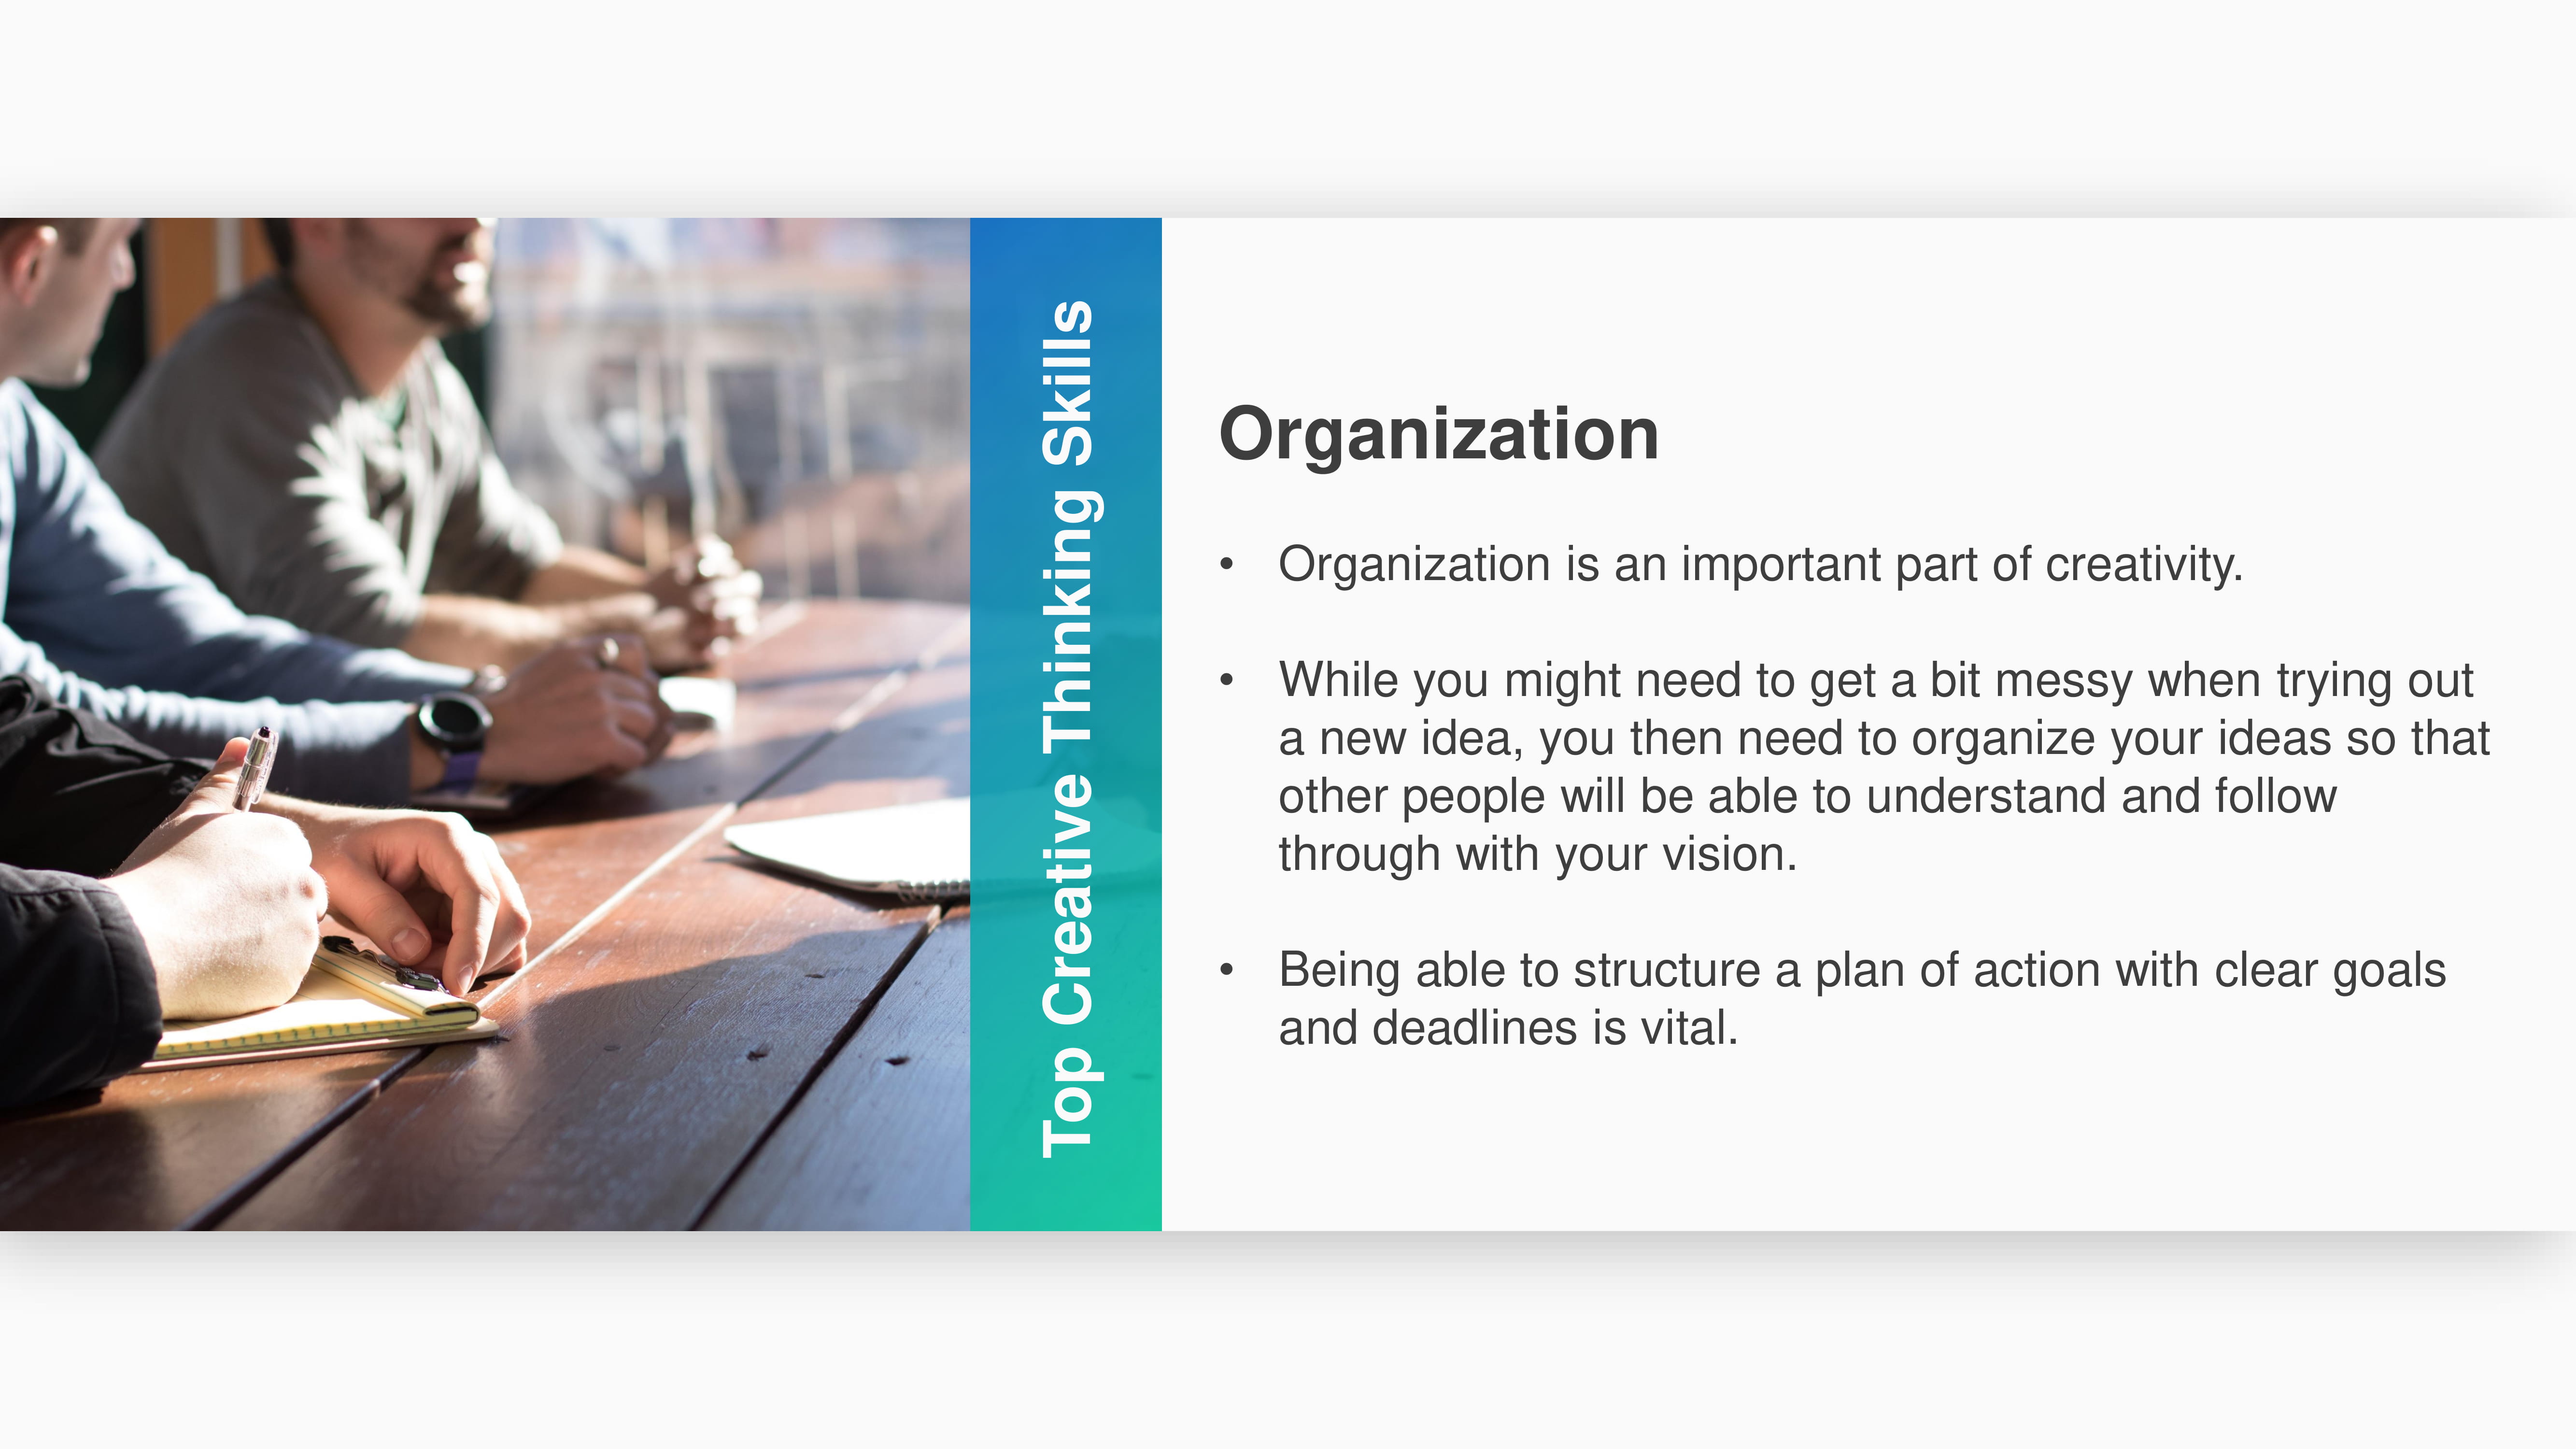 Top Creative Thinking Skills
Organization
• Organization is an important part of creativity.
• While you might need to get a bit messy when trying out
a new idea, you then need to organize your ideas so that
other people will be able to understand and follow
through with your vision.
• Being able to structure a plan of action with clear goals
and deadlines is vital.